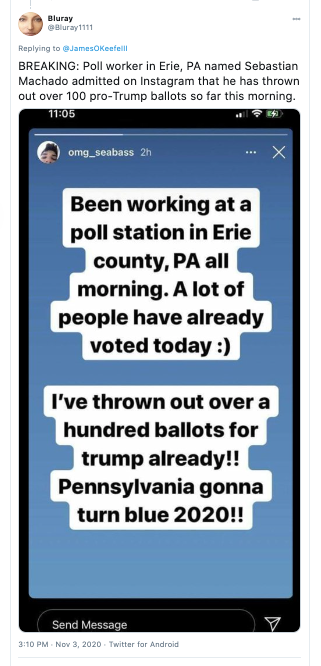 Bluray
@Bluray1111
Replying to @JamesOKeefeIII
BREAKING: Poll worker in Erie, PA named Sebastian
Machado admitted on Instagram that he has thrown
out over 100 pro-Trump ballots so far this morning.
11:05
omg_seabass 2h
Been working at a
poll station in Erie
county, PA all
morning. A lot of
people have already
voted today :)
I've thrown out over a
hundred ballots for
trump already!!
Pennsylvania gonna
turn blue 2020!!
Send Message
3:10 PM · Nov 3, 2020 · Twitter for Android